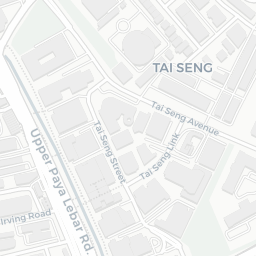 TAI SENG
Tai Seng Avenue
Tai Seng Street
Tai Seng Link
Upper Paya Lebar Rd.
Irving Road